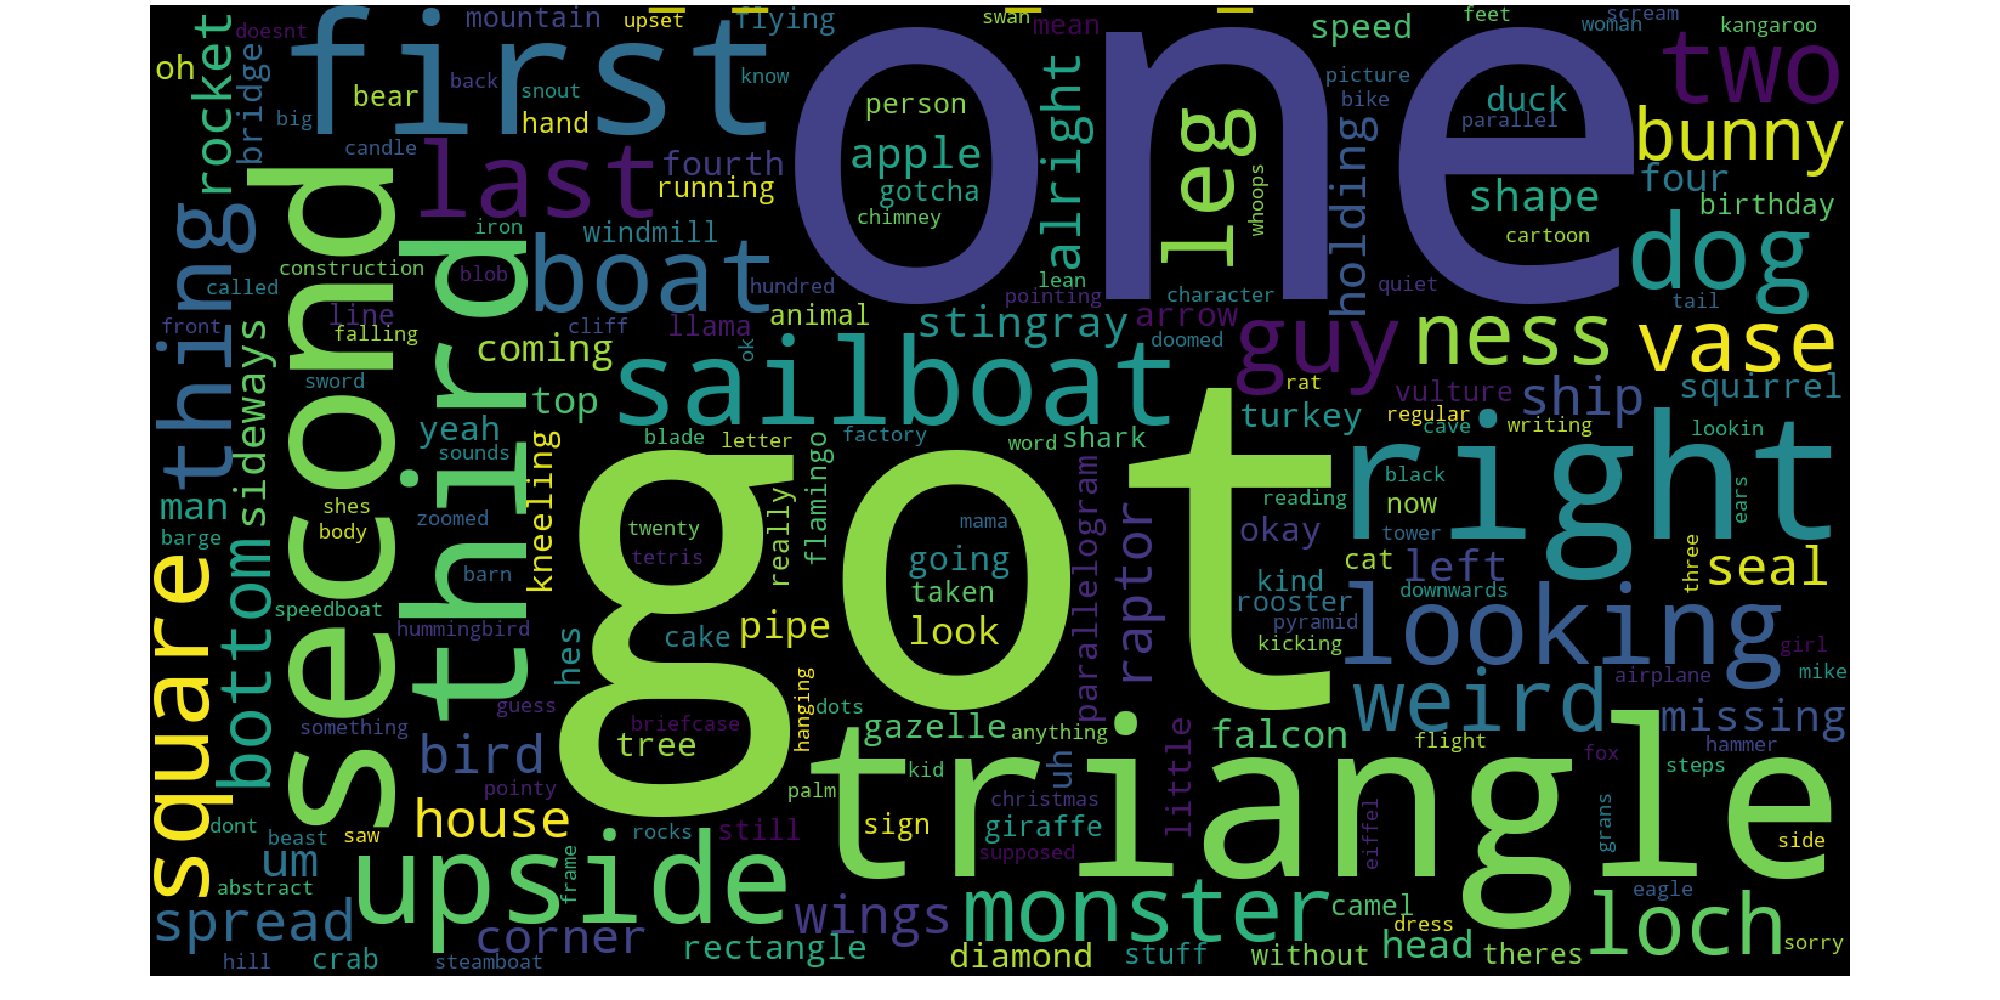 oh
doesnt
rocket
bridge
mountain
upset
flying
swan
mean
speed
feet
scream
woman
kangaroo
two
first
one
big
bear
back
snout
hand
know
candle
last
fourth
running
person
apple
gotcha
chimney
alright
leg
whoops
picture
bike
holding
duck
parallel
shape
cartoon
bunny
four
birthday
dog
thing
second
third
iron
construction
called
blob
windmill
boat
hundred
lean
pointing
character
quiet
tail
front
line
falling
cliff
llama
animal
ok
stingray
arrow
doomed
guy
ness
vase
sideways
coming
sword
top
sailboat
rat
vulture
ship
squirrel
turkey
regular
cave
writing
lookin
yeah
sounds
kneeling
blade
letter
factory
word
shark
flamingo
really
got
right
man
barge
shes
body
zoomed
twenty
tetris
mama
going
taken
look
parallelogram
raptor
reading
okay
black
now
tower
ears
cat
left
three
seal
square
bottom
speedboat
barn
hummingbird
hes
cake
pipe
kind
rooster
pyramid
kicking
downwards
looking
girl
mike
airplane
weird
missing
something
guess
briefcase
tree
hanging
dots
gazelle
anything
little
falcon
flight
fox
hammer
steps
bird
pointy
palm
kid
uh
triangle
dont
beast
saw
house
rocks
still
sign
christmas
giraffe
supposed
eiffel
grans
side
um
abstract
upside
frame
eagle
spread
corner
wings
monster
camel
dress
loch
sorry
hill
crab
steamboat
rectangle
diamond
stuff
without
head
theres